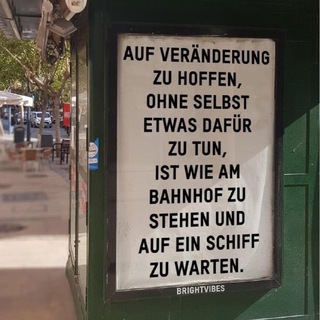 AUF VERÄNDERUNG
ZU HOFFEN,
OHNE SELBST
ETWAS DAFÜR
ZU TUN,
IST WIE AM
BAHNHOF ZU
STEHEN UND
AUF EIN SCHIFF
ZU WARTEN.
BRIGHTVIBES